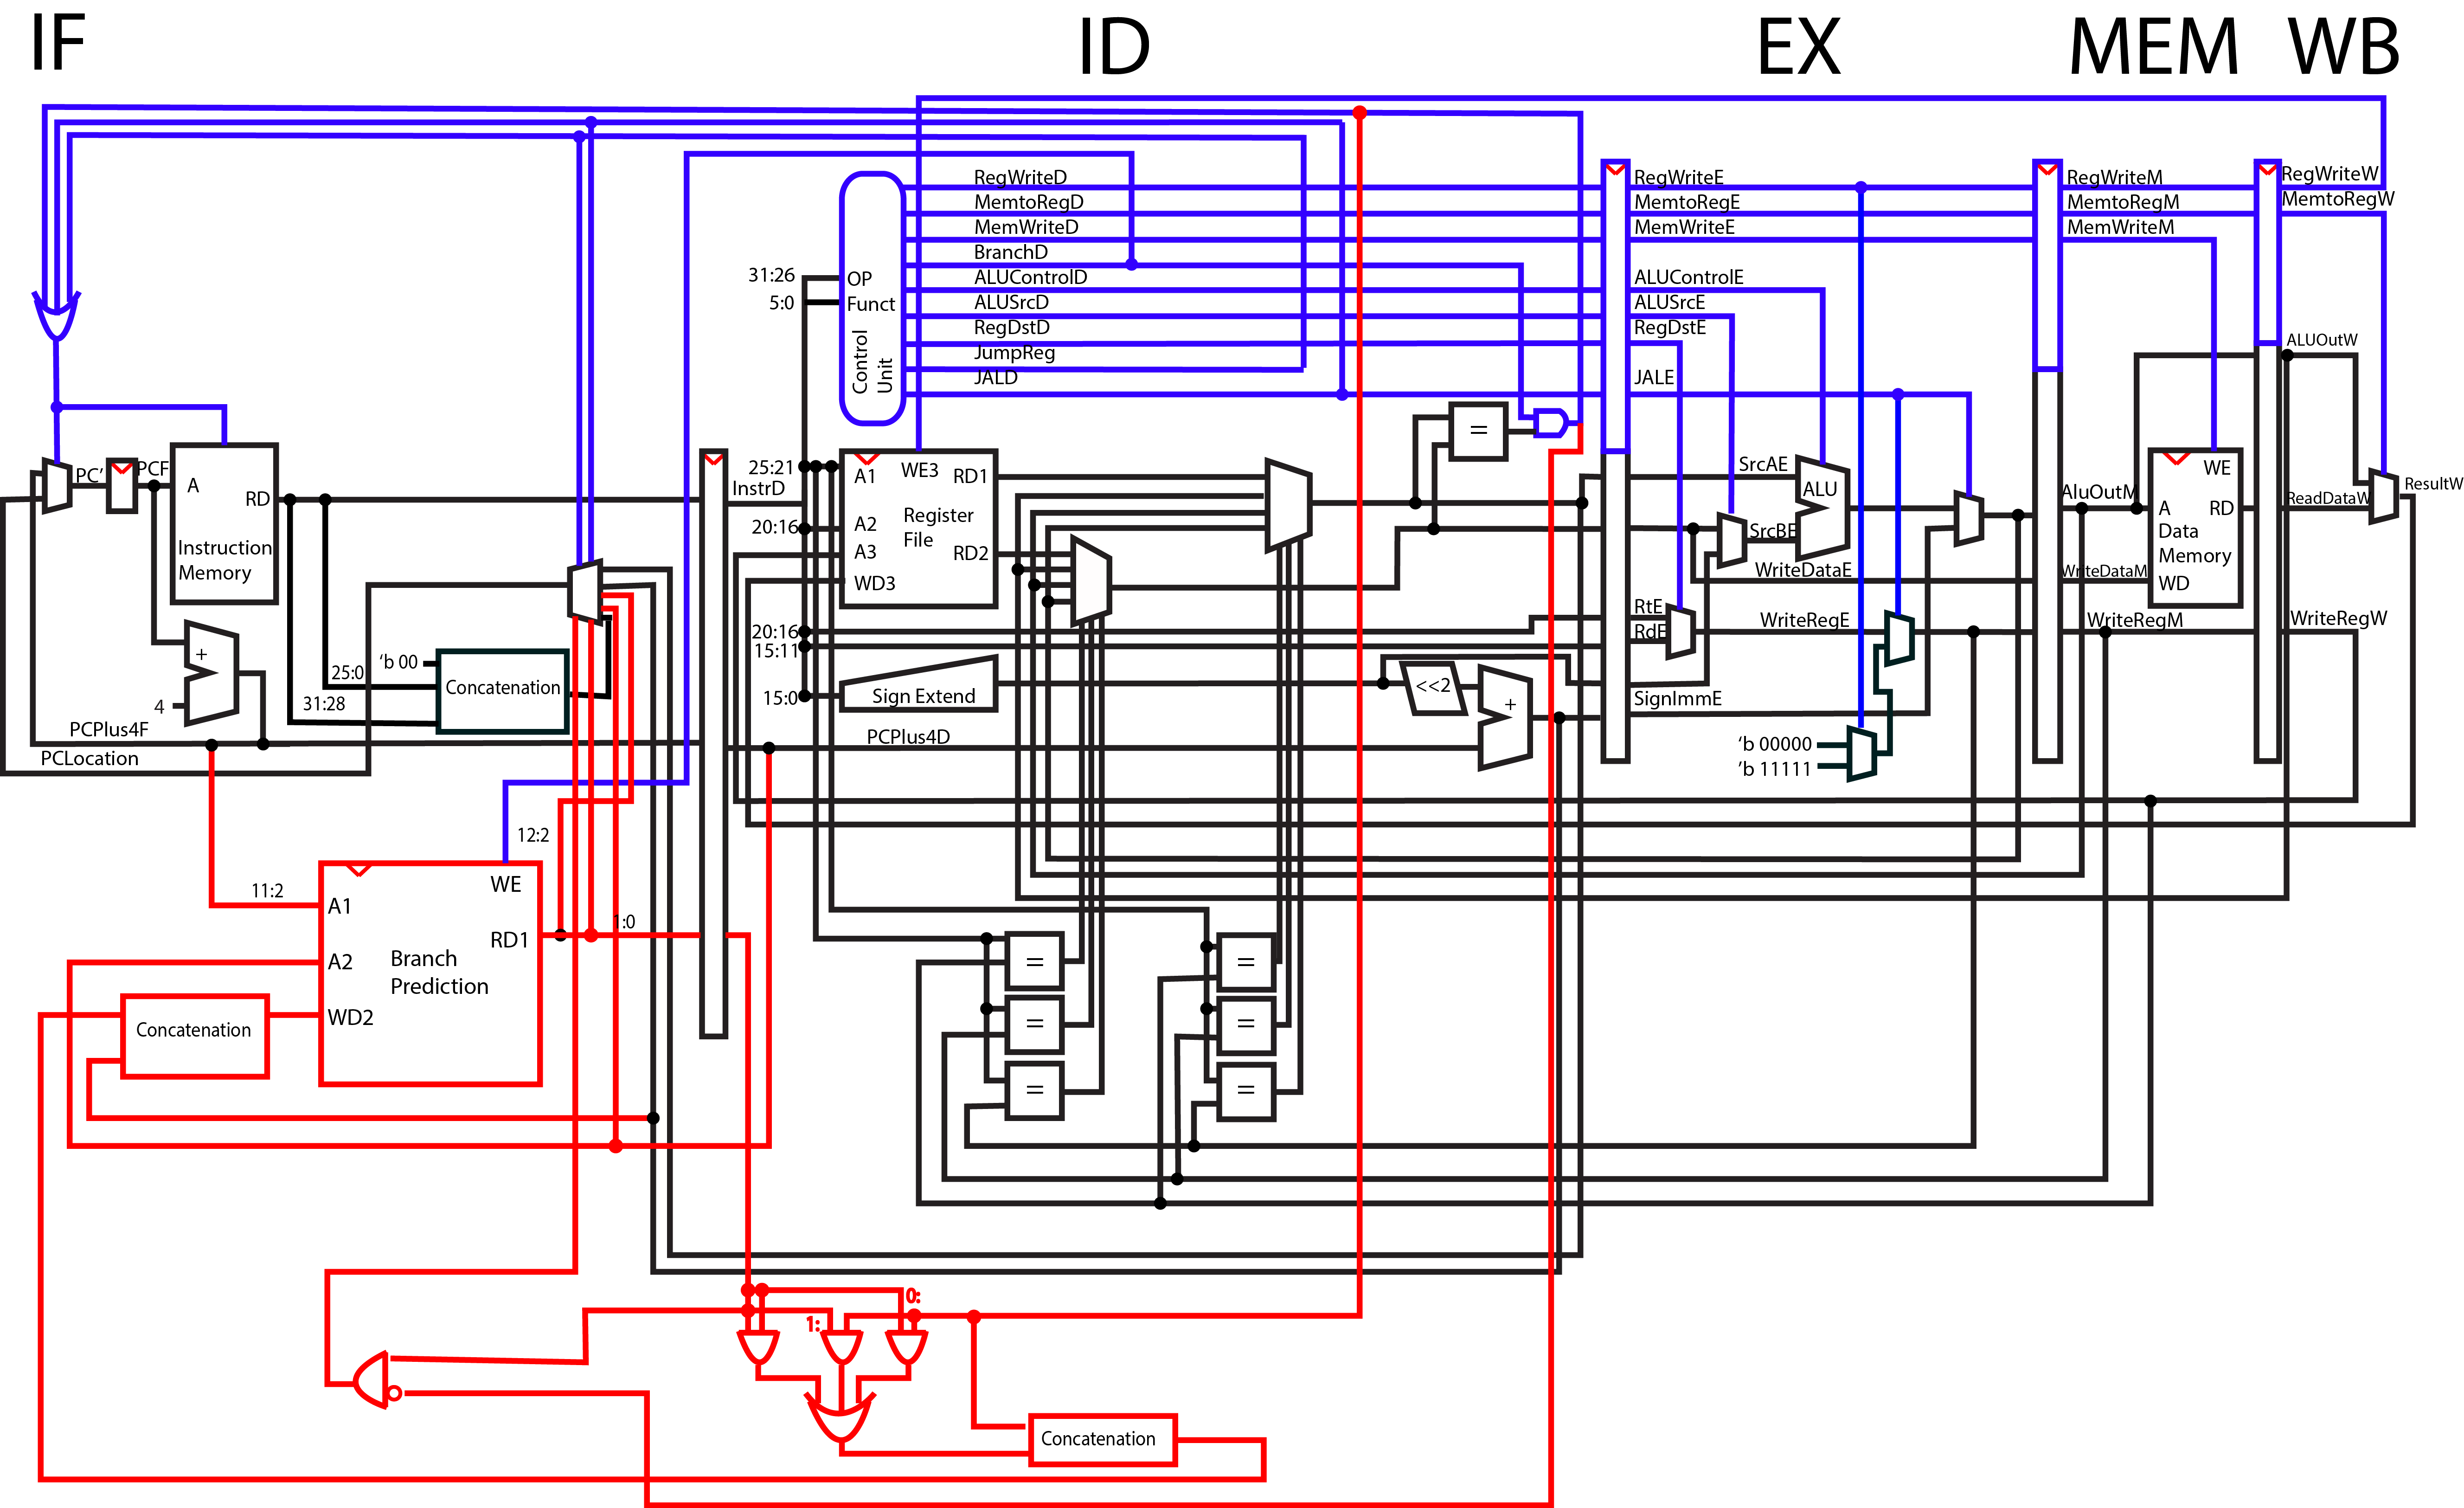 IF
ID
EX
MEM
WB
RegWriteD
MemtoRegD
MemWriteD
BranchD
ALUControlD
ALUSrcD
RegDstD
JumpReg
JALD
31:26
5:0
OP
Funct
Control
Unit
RegWriteE
MemtoRegE
MemWriteE
ALUControlE
ALUSrcE
RegDstE
JALE
RegWriteM
MemtoRegM
MemWriteM
RegWriteW
MemtoRegW
ALUOutW
PC'
PCF
A
RD
Instruction
Memory
+
4
PCPlus4F
PCLocation
'b 00
25:0
31:28
Concatenation
InstrD
25:21
20:16
20:16
15:11
15:0
A1
WE3
RD1
A2
Register
File
A3
RD2
WD3
Sign Extend
PCPlus4D
=
<<2
+
SrcAE
ALU
SrcBE
WriteDataE
RtE
RdE
WriteRegE
SignImmE
'b 00000
'b 11111
AluOutM
WE
A
RD
Data
Memory
WD
WriteDataM
WriteRegM
ReadDataW
ResultW
WriteRegW
12:2
11:2
1:0
WE
A1
RD1
A2
Branch
Prediction
WD2
Concatenation
=
=
=
=
=
=
0:
1:
Concatenation